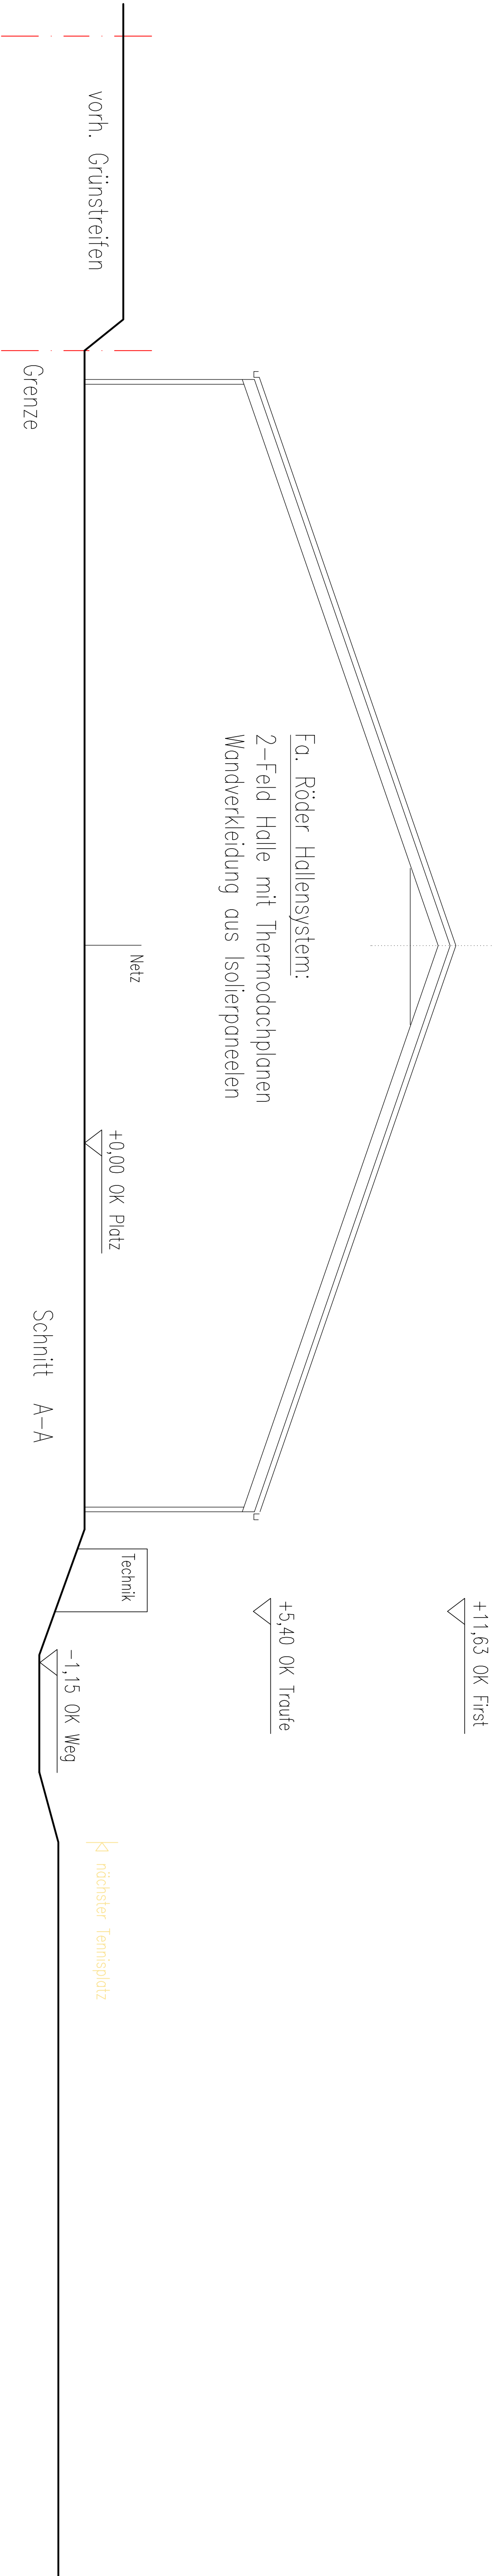 +11,63 OK First
+5,40 OK Traufe
Fa. Röder Hallensystem:
2-Feld Halle mit Thermodachplanen
Wandverkleidung aus Isolierpaneelen
vorh. Grünstreifen
Netz
+0,00 OK Platz
Technik
-1,15 OK Weg
nächster Tennisplatz
Grenze
Schnitt A-A